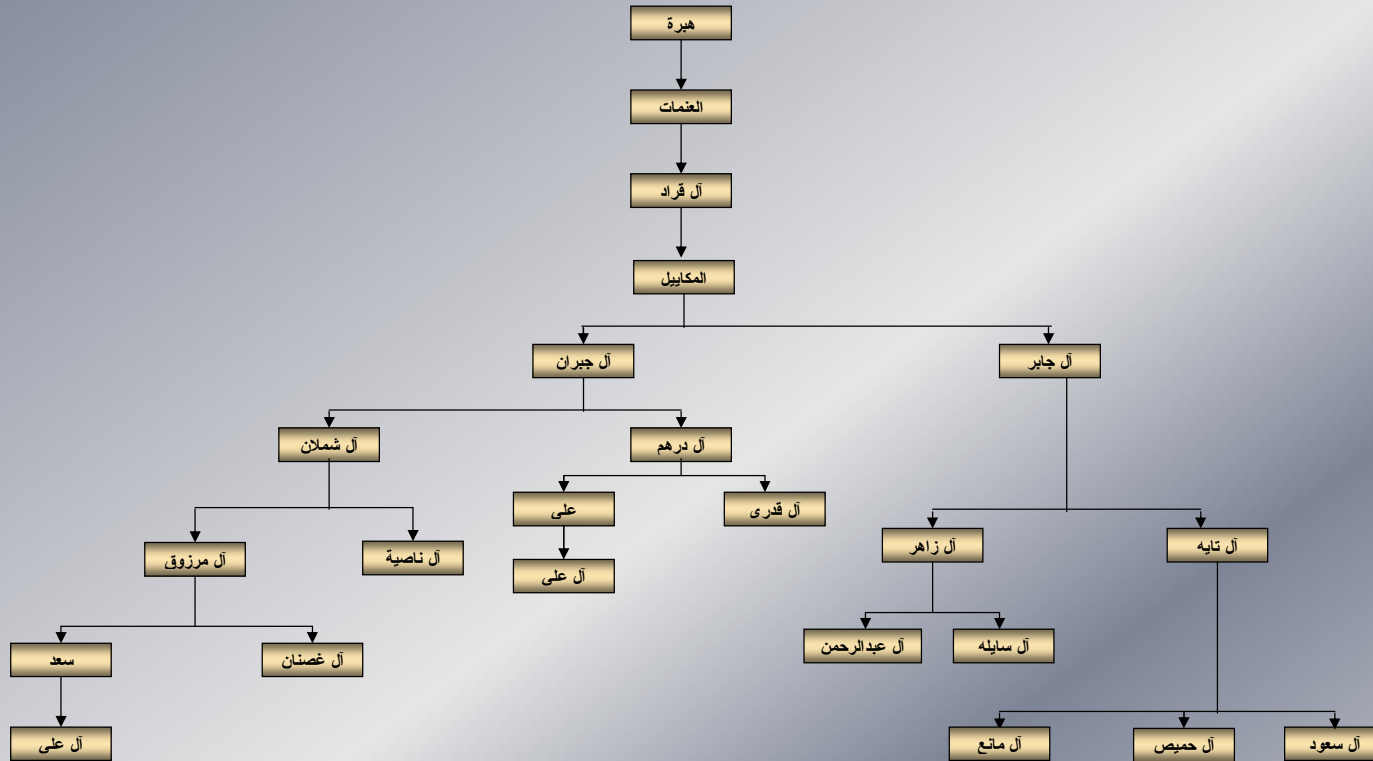 هبرة
العنمات
آل قراد
المكاييل
آل جابر
آل جبران
آل درهم
آل شملان
آل قدرى
على
آل تايه
آل زاهر
آل ناصية
آل مرزوق
آل على
آل سايله
آل عبدالرحمن
آل غصنان
سعد
آل سعود
آل حميص
آل مانع
آل على